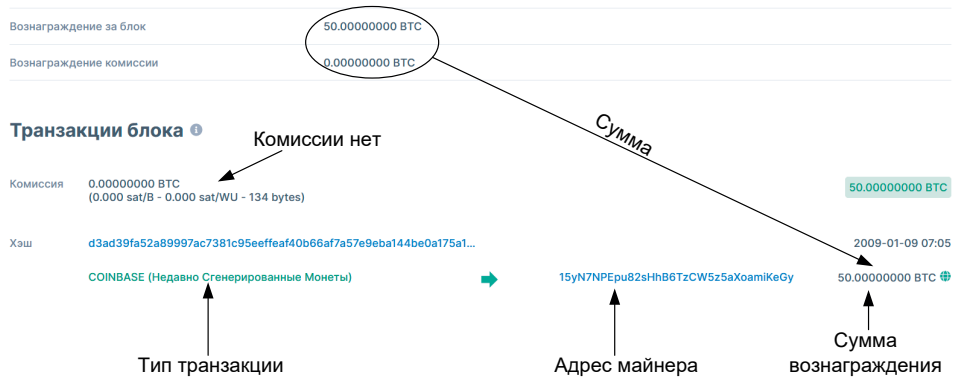 Вознаграждение за блок 50.00000000 BTC
Вознаграждение комиссии 0.00000000 BTC
Сумма
Транзакции блока
Комиссии нет
Комиссия 0.00000000 BTC 50.00000000 BTC
(0.000 sat/B - 0.000 sat/WU - 134 bytes)
Хэш d3ad39fa52a89997ac7381c95eeffeaf40b66af7a57e9eba144be0a175a1... 2009-01-09 07:05
COINBASE (Недавно Сгенерированные Монеты) 15yN7NPEpu82sHhB6TzCW5z5aXoamiKeGy 50.00000000 BTC
Тип транзакции Адрес майнера Сумма
вознаграждения